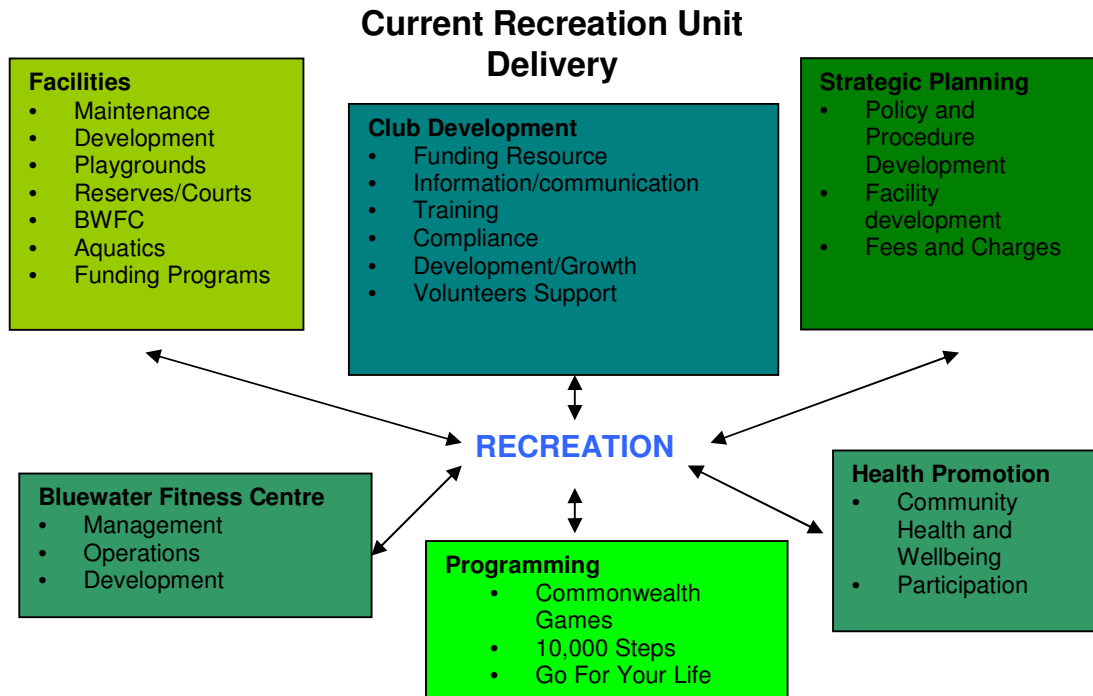 Current Recreation Unit
Delivery
Facilities
• Maintenance
• Development
• Playgrounds
• Reserves/Courts
• BWFC
• Aquatics
• Funding Programs
Club Development
• Funding Resource
• Information/communication
• Training
• Compliance
• Development/Growth
• Volunteers Support
Strategic Planning
• Policy and
Procedure
Development
• Facility
development
• Fees and Charges
RECREATION
Bluewater Fitness Centre
• Management
• Operations
• Development
Programming
• Commonwealth
Games
• 10,000 Steps
• Go For Your Life
Health Promotion
• Community
Health and
Wellbeing
• Participation